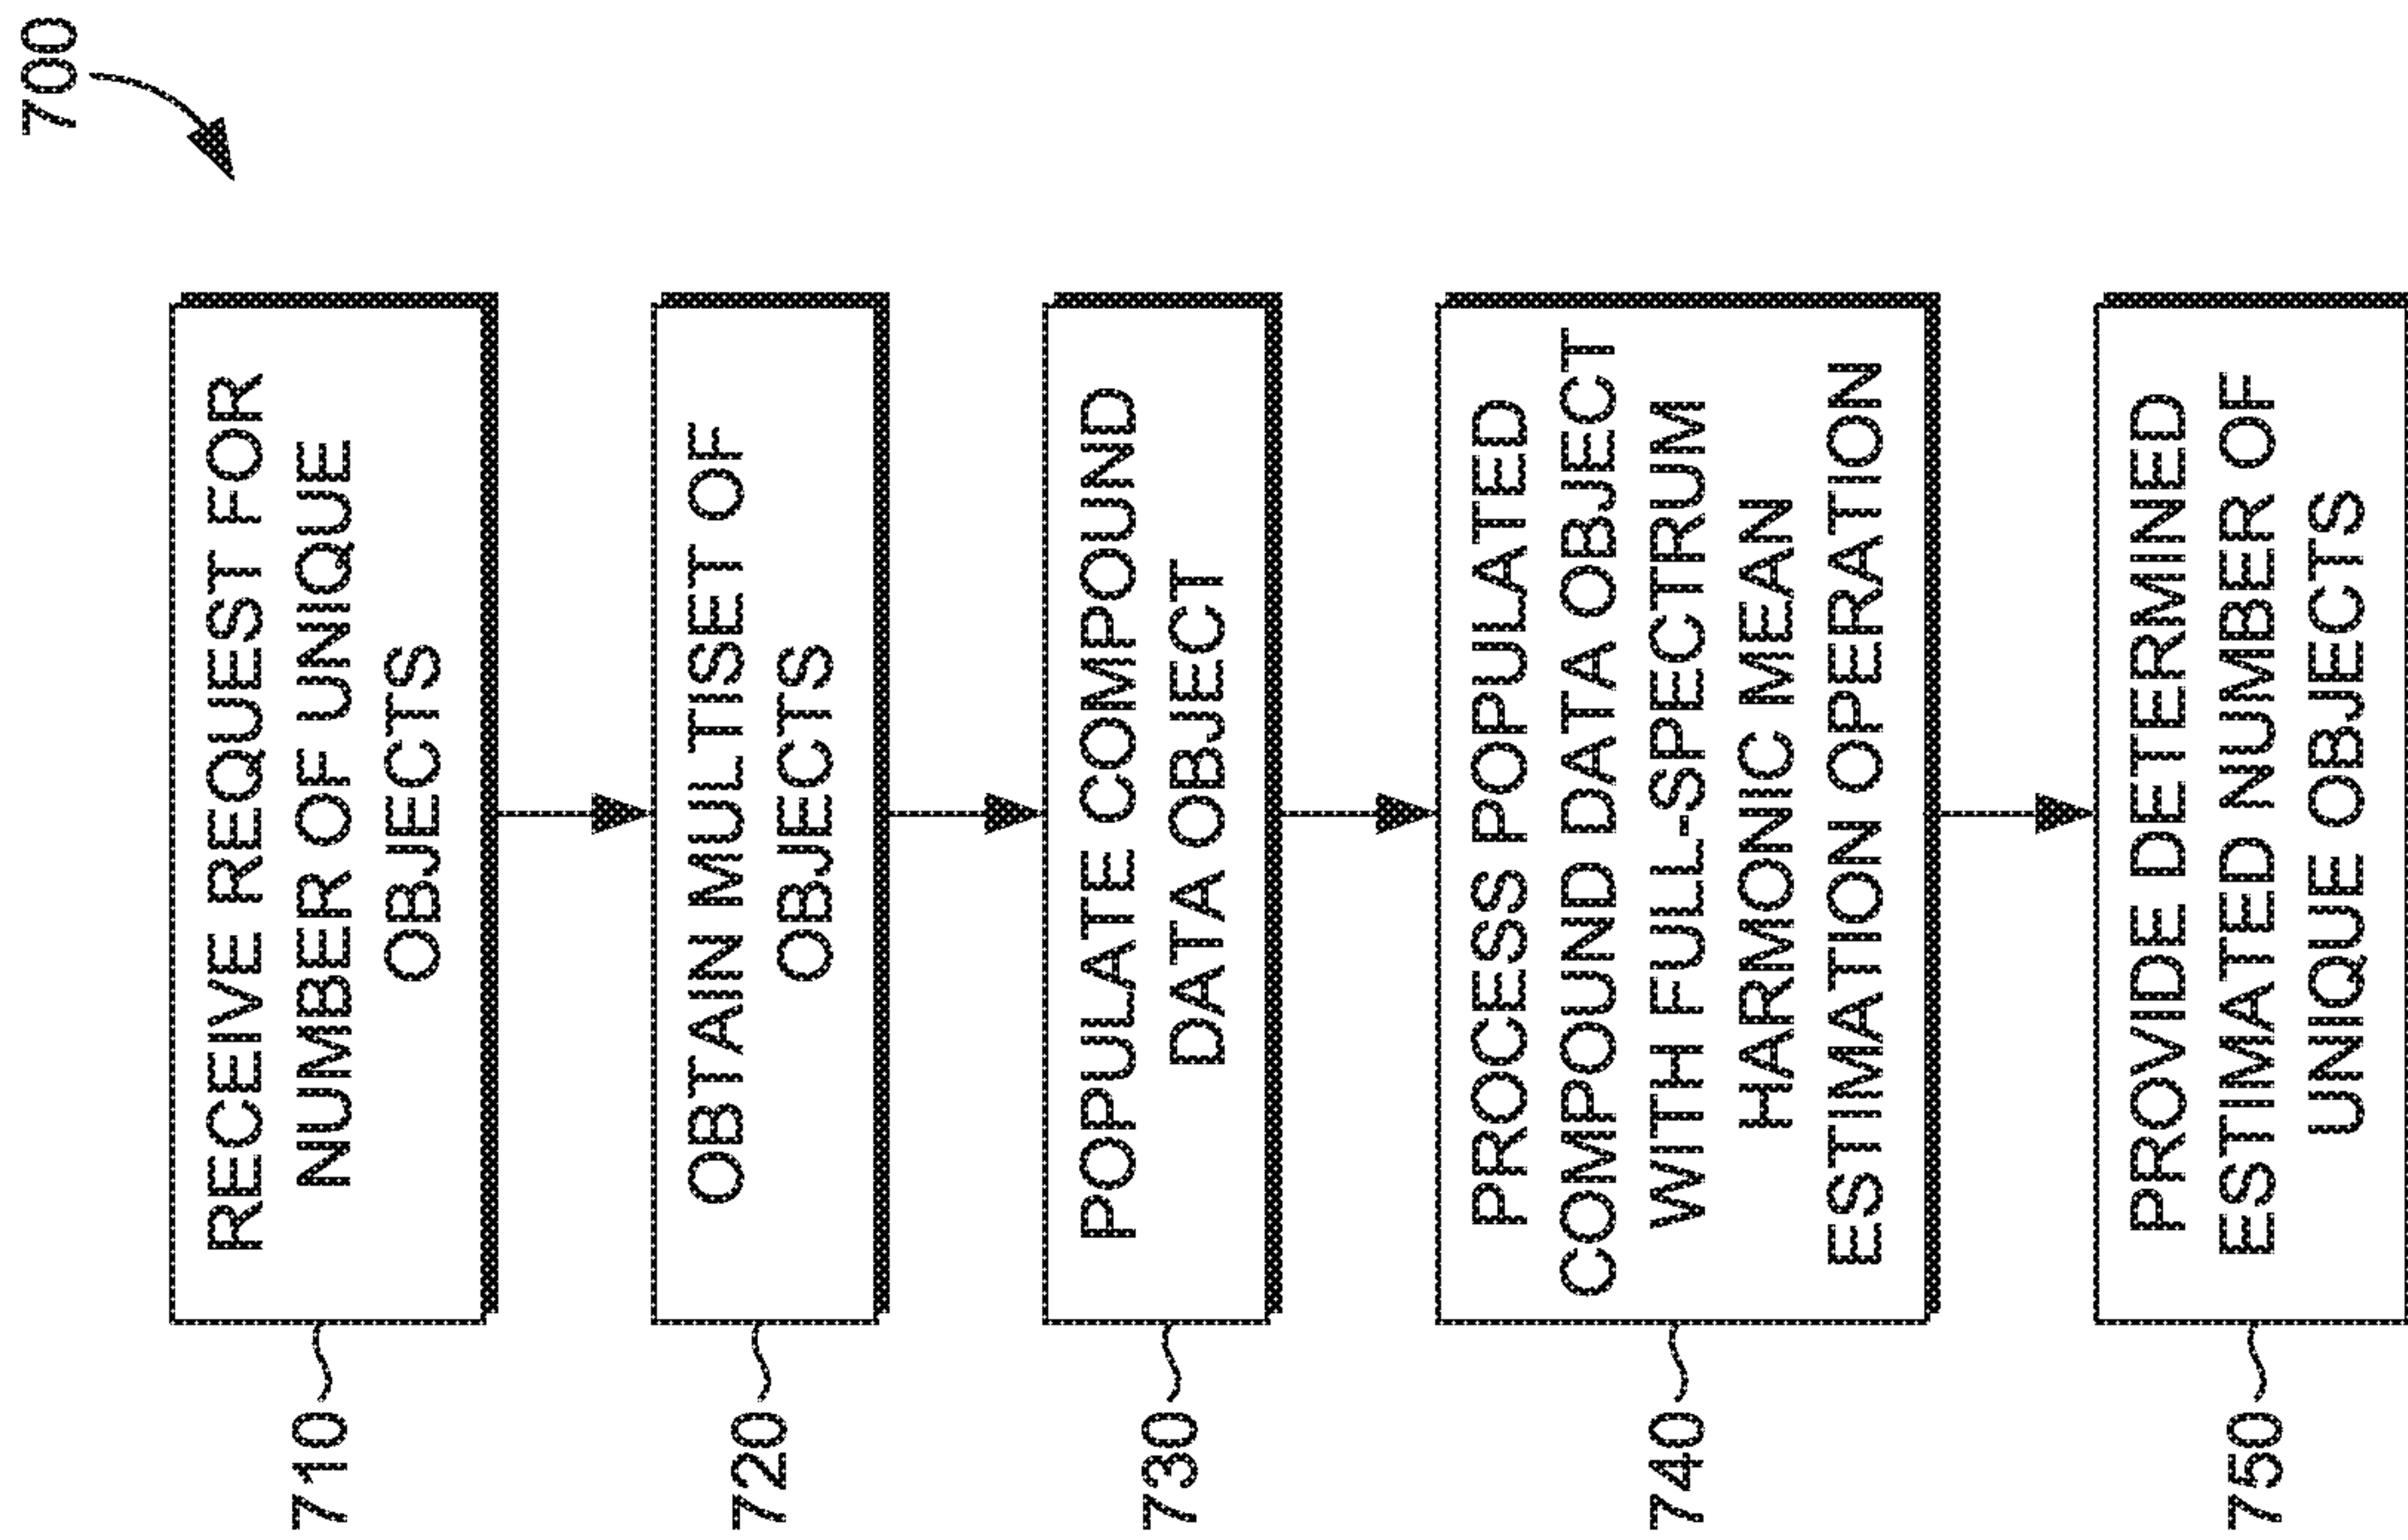 700
710
RECEIVE REQUEST FOR
NUMBER OF UNIQUE
OBJECTS
720
OBTAIN MULTISET OF
OBJECTS
730
POPULATE COMPOUND
DATA OBJECT
740
PROCESS POPULATED
COMPOUND DATA OBJECT
WITH FULL-SPECTRUM
HARMONIC MEAN
ESTIMATION OPERATION
750
PROVIDE DETERMINED
ESTIMATED NUMBER OF
UNIQUE OBJECTS